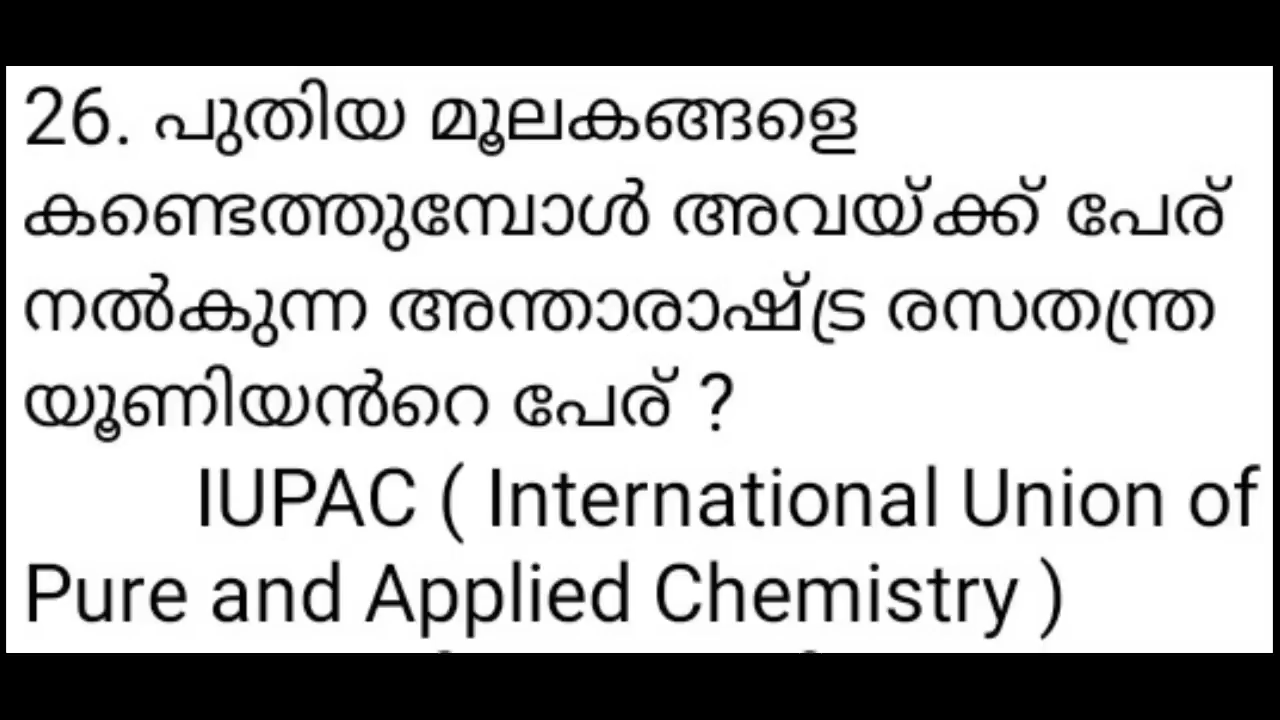 26. പുതിയ മൂലകങ്ങളെ
കണ്ടെത്തുമ്പോൾ അവയ്ക്ക് പേര്
നൽകുന്ന അന്താരാഷ്ട്ര രസതന്ത്ര
യൂണിയൻറെ പേര് ?
IUPAC ( International Union of
Pure and Applied Chemistry )